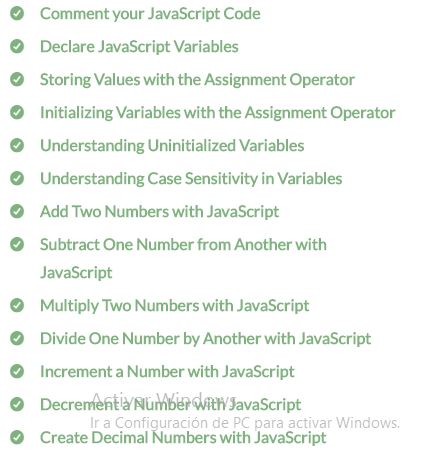 Comment your JavaScript Code
Declare JavaScript Variables
Storing Values with the Assignment Operator
Initializing Variables with the Assignment Operator
Understanding Uninitialized Variables
Understanding Case Sensitivity in Variables
Add Two Numbers with JavaScript
Subtract One Number from Another with
JavaScript
Multiply Two Numbers with JavaScript
Divide One Number by Another with JavaScript
Increment a Number with JavaScript
Activar Windows
Decrement a Number with JavaScript
Ir a Configuración de PC para activar Windows.
Create Decimal Numbers with JavaScript